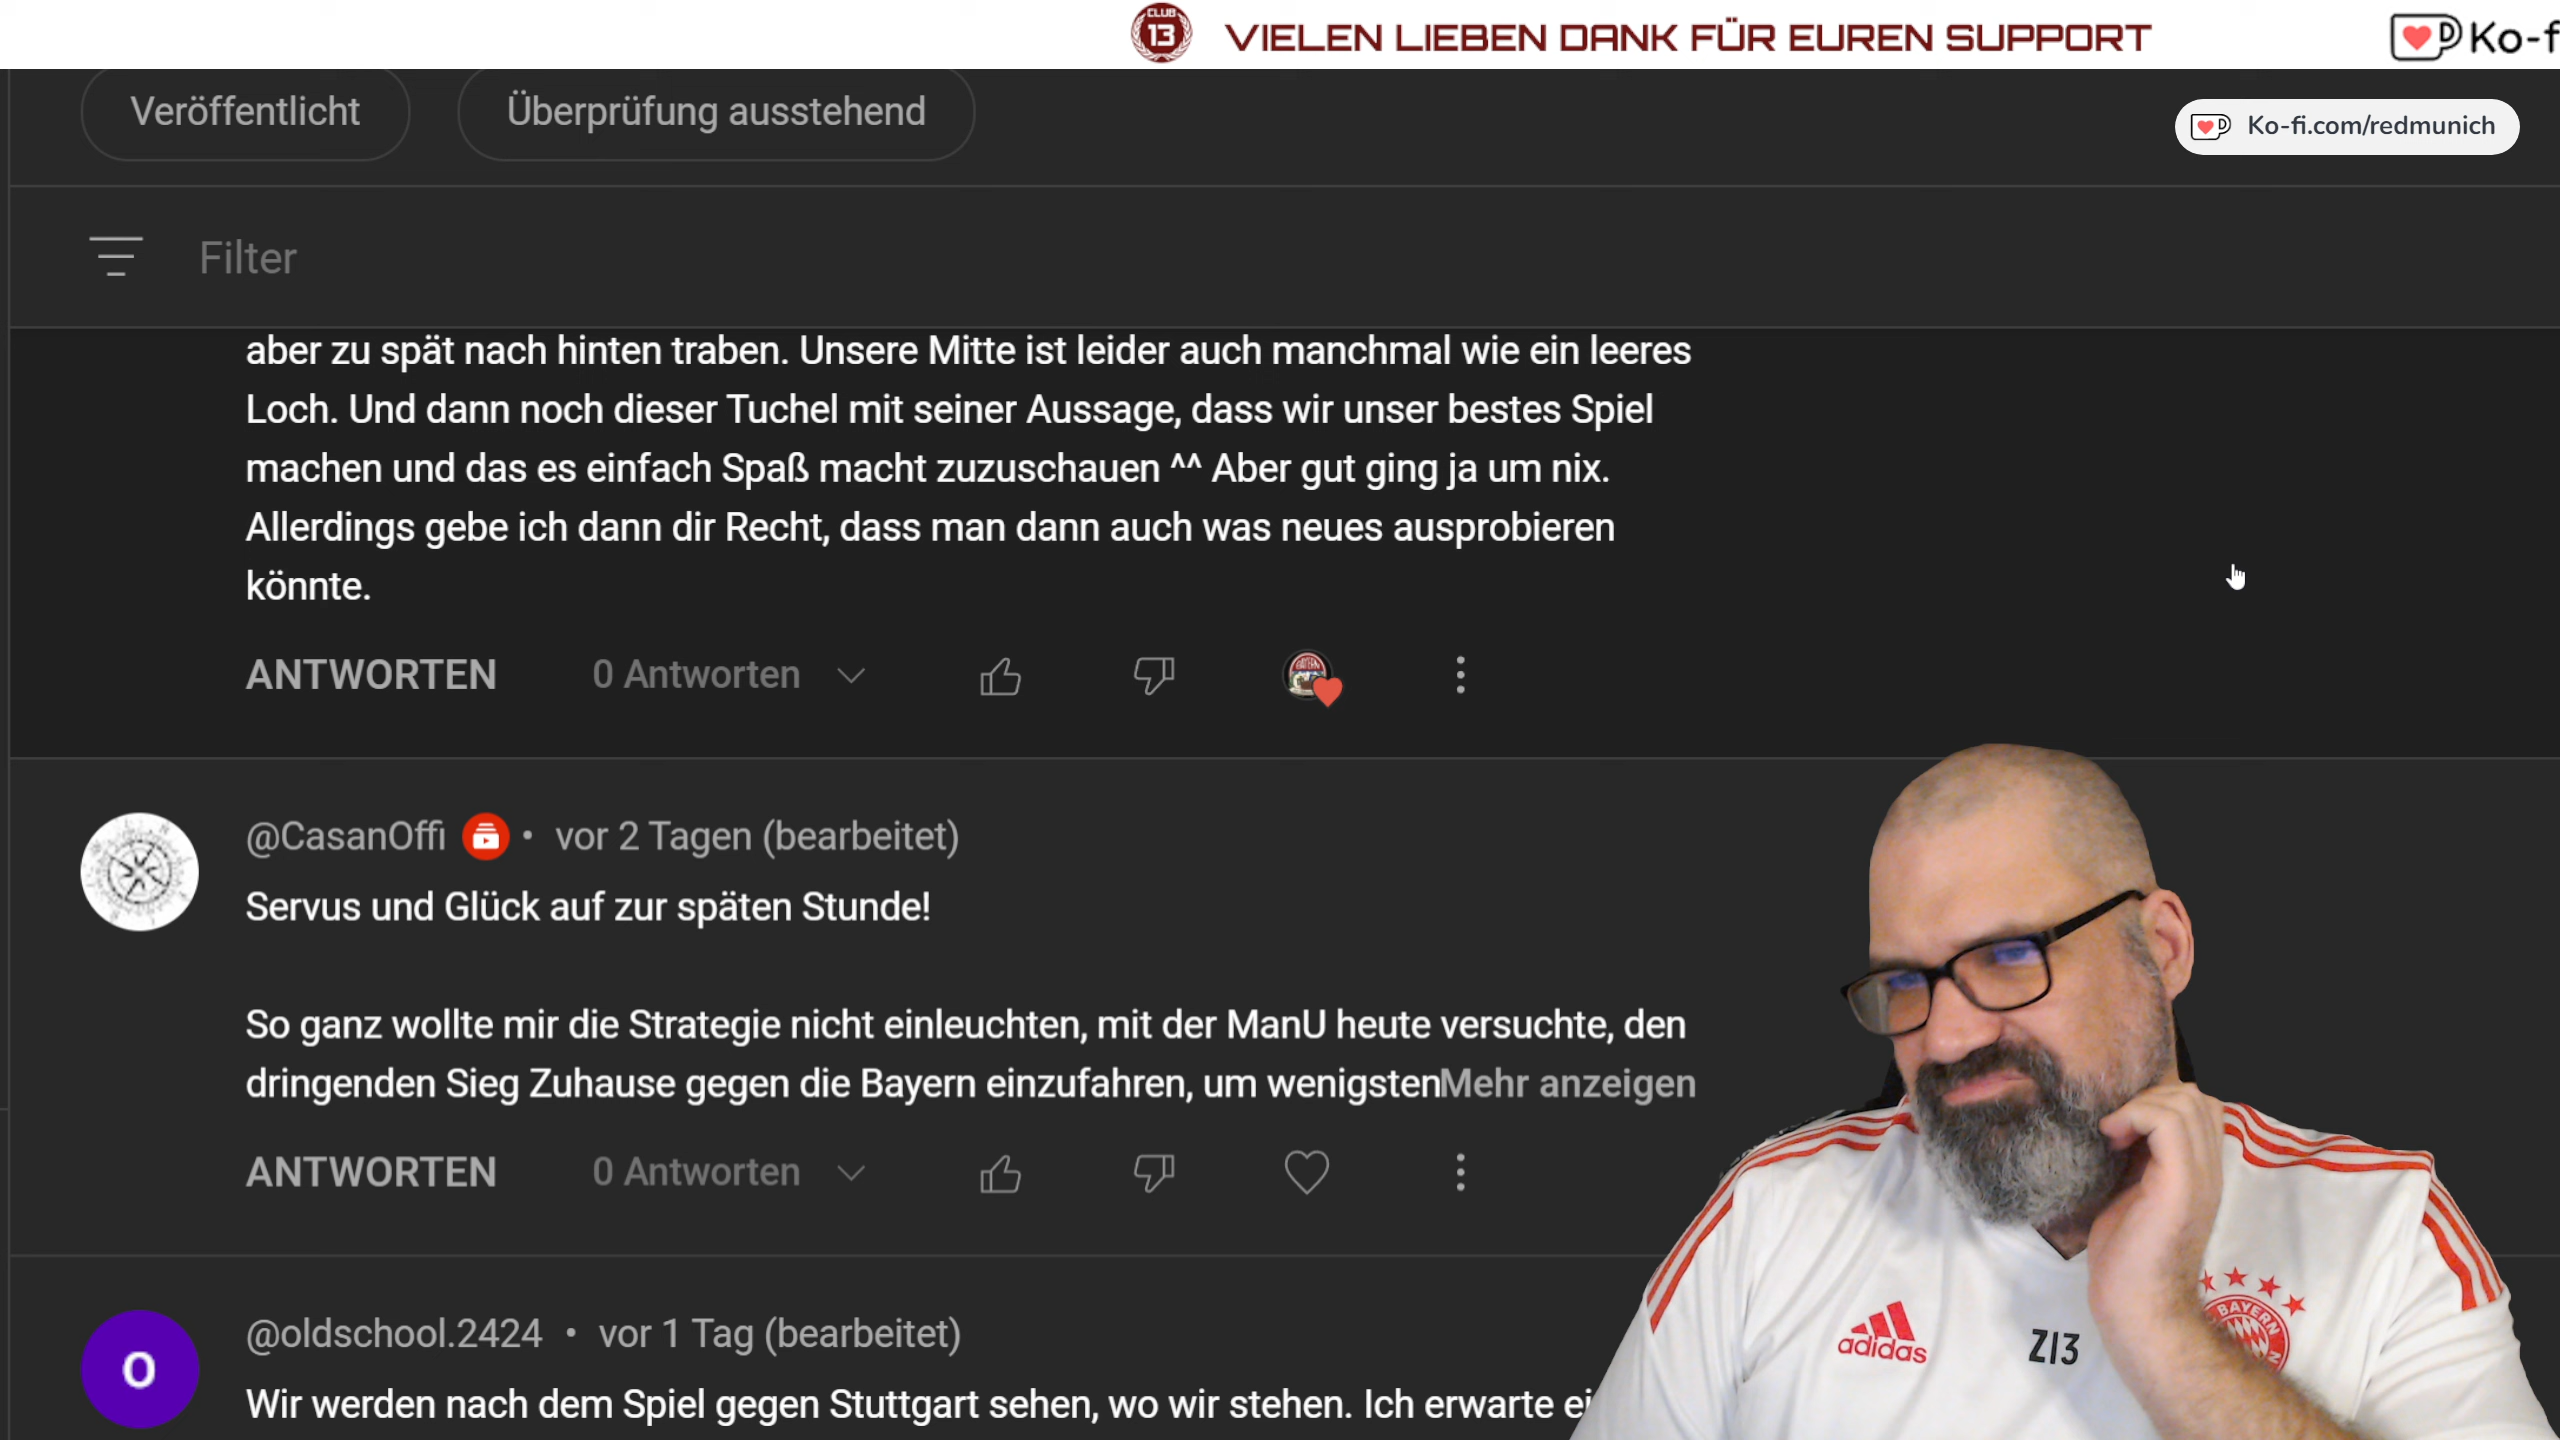 CLUB 13 VIELEN LIEBEN DANK FÜR EUREN SUPPORT Ko-f
Veröffentlicht Überprüfung ausstehend Ko-fi.com/redmunich
Filter
aber zu spät nach hinten traben. Unsere Mitte ist leider auch manchmal wie ein leeres
Loch. Und dann noch dieser Tuchel mit seiner Aussage, dass wir unser bestes Spiel
machen und das es einfach Spaß macht zuzuschauen ^^ Aber gut ging ja um nix.
Allerdings gebe ich dann dir Recht, dass man dann auch was neues ausprobieren
könnte.
ANTWORTEN 0 Antworten
@CasanOffi • vor 2 Tagen (bearbeitet)
Servus und Glück auf zur späten Stunde!
So ganz wollte mir die Strategie nicht einleuchten, mit der ManU heute versuchte, den
dringenden Sieg Zuhause gegen die Bayern einzufahren, um wenigstenMehr anzeigen
ANTWORTEN 0 Antworten
O
@oldschool.2424 • vor 1 Tag (bearbeitet)
Wir werden nach dem Spiel gegen Stuttgart sehen, wo wir stehen. Ich erwarte ei
adidas Z13 BAYERN